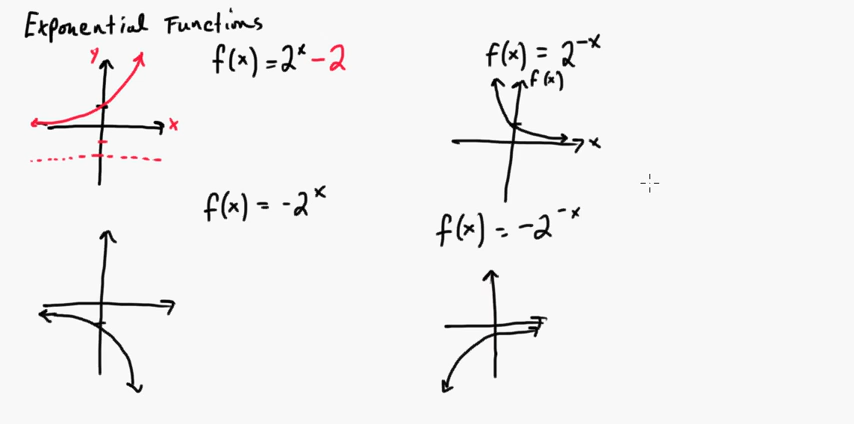 Exponential Functions
y
x
f(x) = 2^x - 2
f(x) = 2^-x
f(x)
x
f(x) = -2^x
f(x) = -2^-x